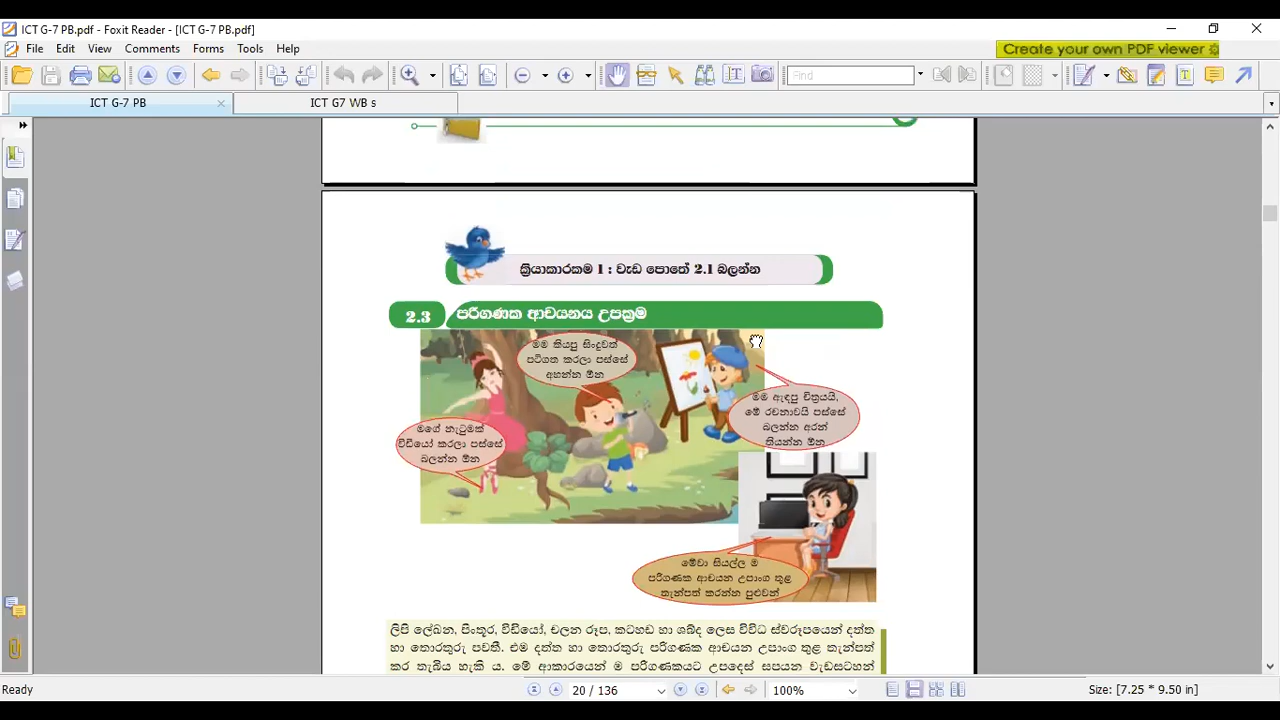 ICT G-7 PB.pdf - Foxit Reader - [ICT G-7 PB.pdf]
File Edit View Comments Forms Tools Help
Create your own PDF viewer
Find
ICT G-7 PB
ICT G7 WB s
ක්‍රියාකාරකම 1 : වැඩ පොතේ 2.1 බලන්න
2.3 පරිගණක ආචයනය උපක්‍රම
මම කියපු සිංදුවත්
පටිගත කරලා පස්සේ
අහන්න ඕන
මම ඇඳපු චිත්‍රයයි,
මේ රචනාවයි පස්සේ
බලන්න අරන්
තියන්න ඕන
මගේ නැටුමක්
වීඩියෝ කරලා පස්සේ
බලන්න ඕන
මේවා සියල්ල ම
පරිගණක ආචයන උපාංග තුළ
තැන්පත් කරන්න පුළුවන්
ලිපි ලේඛන, පින්තූර, වීඩියෝ, චලන රූප, කටහඬ හා ශබ්ද ලෙස විවිධ ස්වරූපයෙන් දත්ත
හා තොරතුරු පවතී. එම දත්ත හා තොරතුරු පරිගණක ආචයන උපාංග තුළ තැන්පත්
කර තැබිය හැකි ය. මේ ආකාරයෙන් ම පරිගණකයට උපදෙස් සපයන වැඩසටහන්
Ready
20 / 136
100%
Size: [7.25 * 9.50 in]